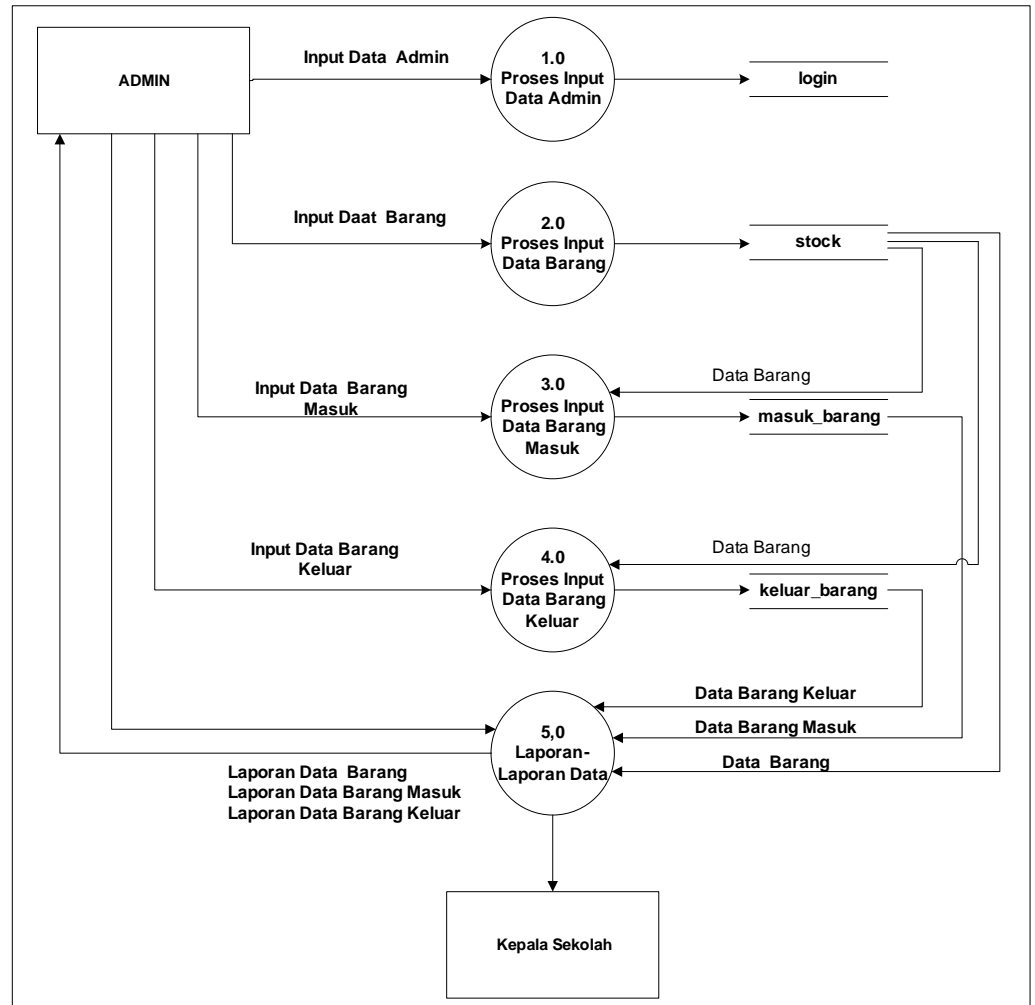 ADMIN
Input Data Admin
1.0
Proses Input
Data Admin
login
Input Daat Barang
2.0
Proses Input
Data Barang
stock
Data Barang
Input Data Barang
Masuk
3.0
Proses Input
Data Barang
Masuk
masuk_barang
Data Barang
Input Data Barang
Keluar
4.0
Proses Input
Data Barang
Keluar
keluar_barang
Data Barang Keluar
Data Barang Masuk
Data Barang
5,0
Laporan-
Laporan Data
Laporan Data Barang
Laporan Data Barang Masuk
Laporan Data Barang Keluar
Kepala Sekolah